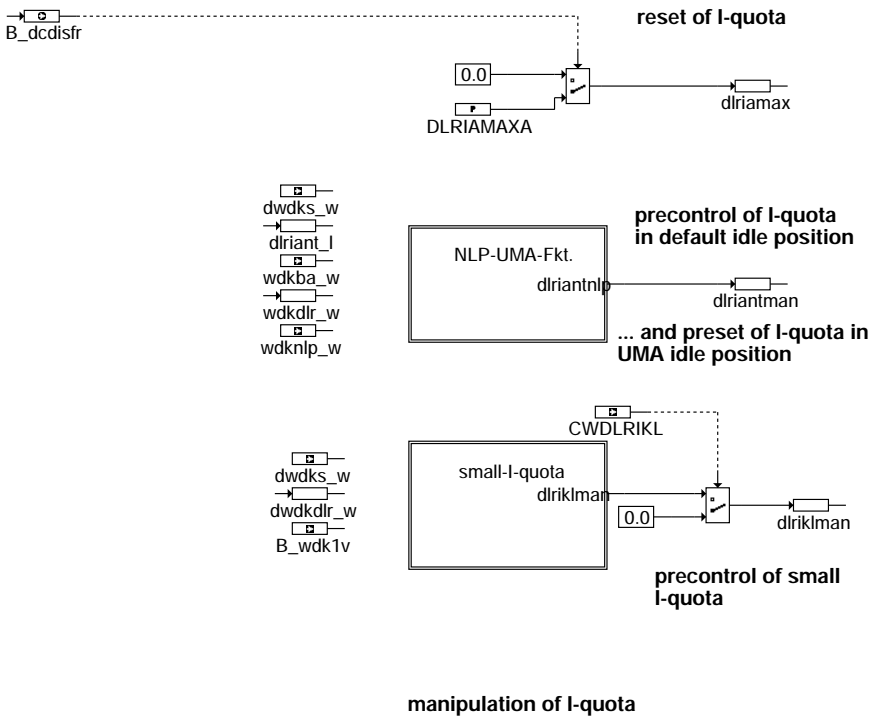 reset of I-quota
B_dcdisfr
0.0
P
dlriamax
DLRIAMAXA
dwdks_w
precontrol of I-quota
in default idle position
dlriant_l
NLP-UMA-Fkt.
wdkba_w
dlriantnlp
dlriantman
wdkdlr_w
... and preset of I-quota in
UMA idle position
wdknlp_w
CWDLRIKL
small-I-quota
dwdks_w
dlriklman
dwdkdlr_w
0.0
dlriklman
B_wdk1v
precontrol of small
I-quota
manipulation of I-quota